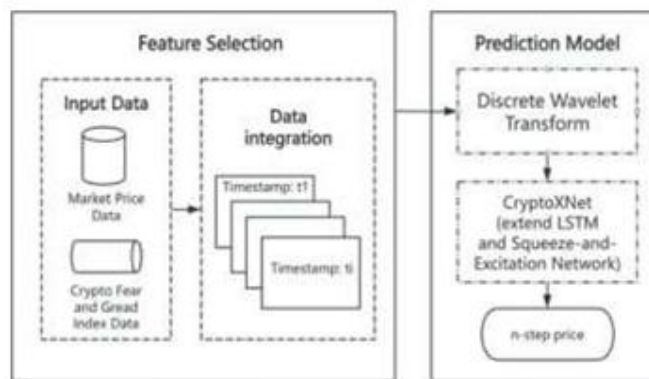 Feature Selection
Input Data
Market Price
Data
Crypto Fear
and Gread
Index Data
Data
integration
Timestamp: t1
Timestamp: ti
Prediction Model
Discrete Wavelet
Transform
CryptoXNet
(extend LSTM
and Squeeze-and-
Excitation Network)
n-step price